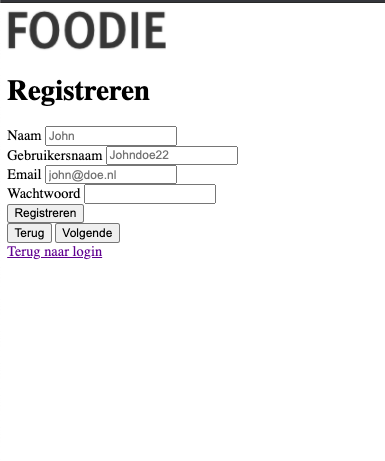 FOODIE
Registreren
Naam John
Gebruikersnaam Johndoe22
Email john@doe.nl
Wachtwoord
Registreren
Terug Volgende
Terug naar login